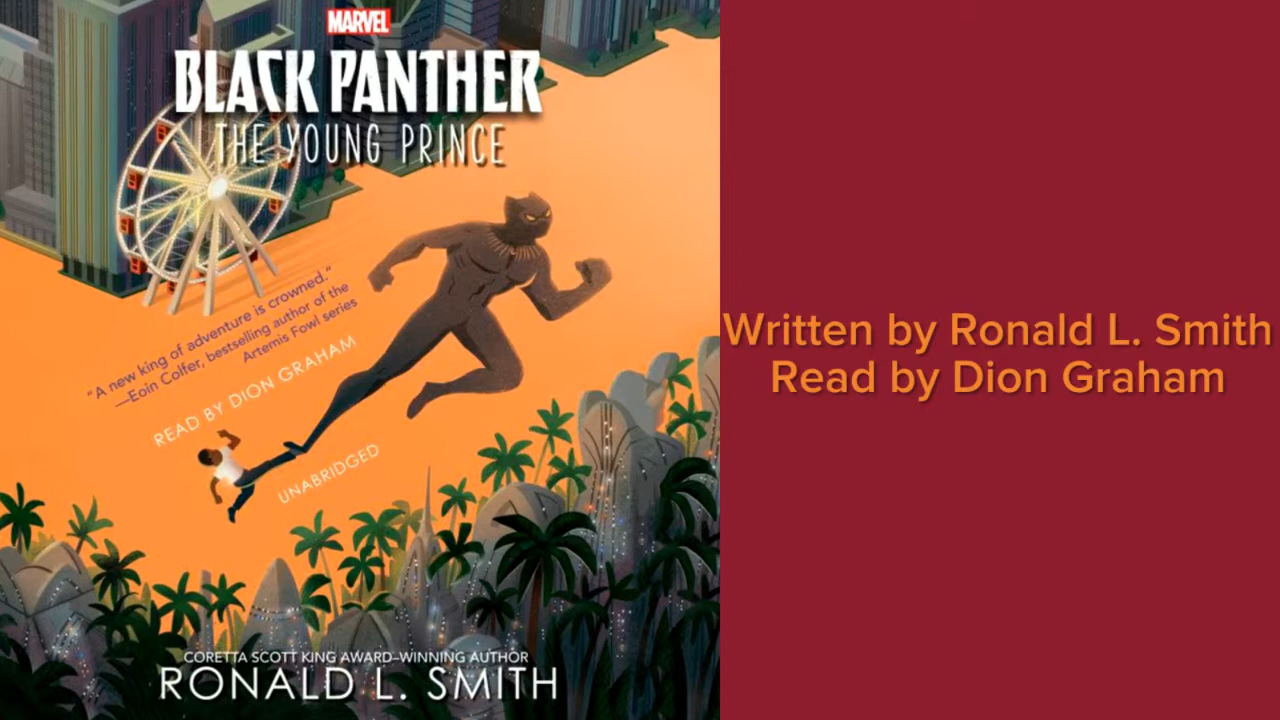 MARVEL
BLACK PANTHER
THE YOUNG PRINCE
“A new king of adventure is crowned.”
—Eoin Colfer, bestselling author of the
Artemis Fowl series
READ BY DION GRAHAM
UNABRIDGED
CORETTA SCOTT KING AWARD–WINNING AUTHOR
RONALD L. SMITH
Written by Ronald L. Smith
Read by Dion Graham